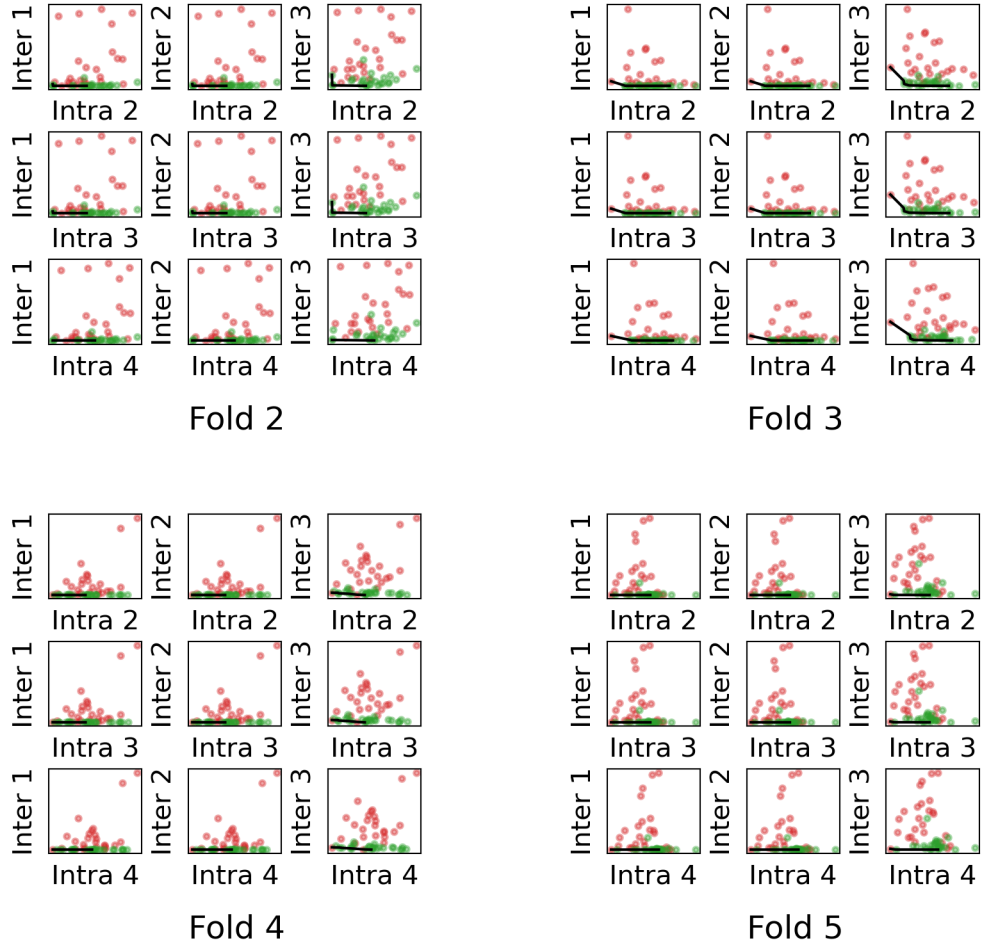 Inter 1 Inter 2 Inter 3 Inter 1 Inter 2 Inter 3
Intra 2 Intra 2 Intra 2 Intra 2 Intra 2 Intra 2
Inter 1 Inter 2 Inter 3 Inter 1 Inter 2 Inter 3
Intra 3 Intra 3 Intra 3 Intra 3 Intra 3 Intra 3
Inter 1 Inter 2 Inter 3 Inter 1 Inter 2 Inter 3
Intra 4 Intra 4 Intra 4 Intra 4 Intra 4 Intra 4
Fold 2 Fold 3
Inter 1 Inter 2 Inter 3 Inter 1 Inter 2 Inter 3
Intra 2 Intra 2 Intra 2 Intra 2 Intra 2 Intra 2
Inter 1 Inter 2 Inter 3 Inter 1 Inter 2 Inter 3
Intra 3 Intra 3 Intra 3 Intra 3 Intra 3 Intra 3
Inter 1 Inter 2 Inter 3 Inter 1 Inter 2 Inter 3
Intra 4 Intra 4 Intra 4 Intra 4 Intra 4 Intra 4
Fold 4 Fold 5